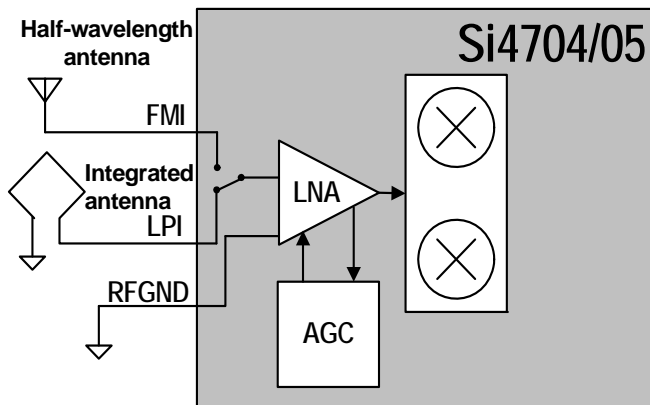 Half-wavelength
antenna
Si4704/05
FMI
Integrated
antenna
LPI
LNA
RFGND
AGC